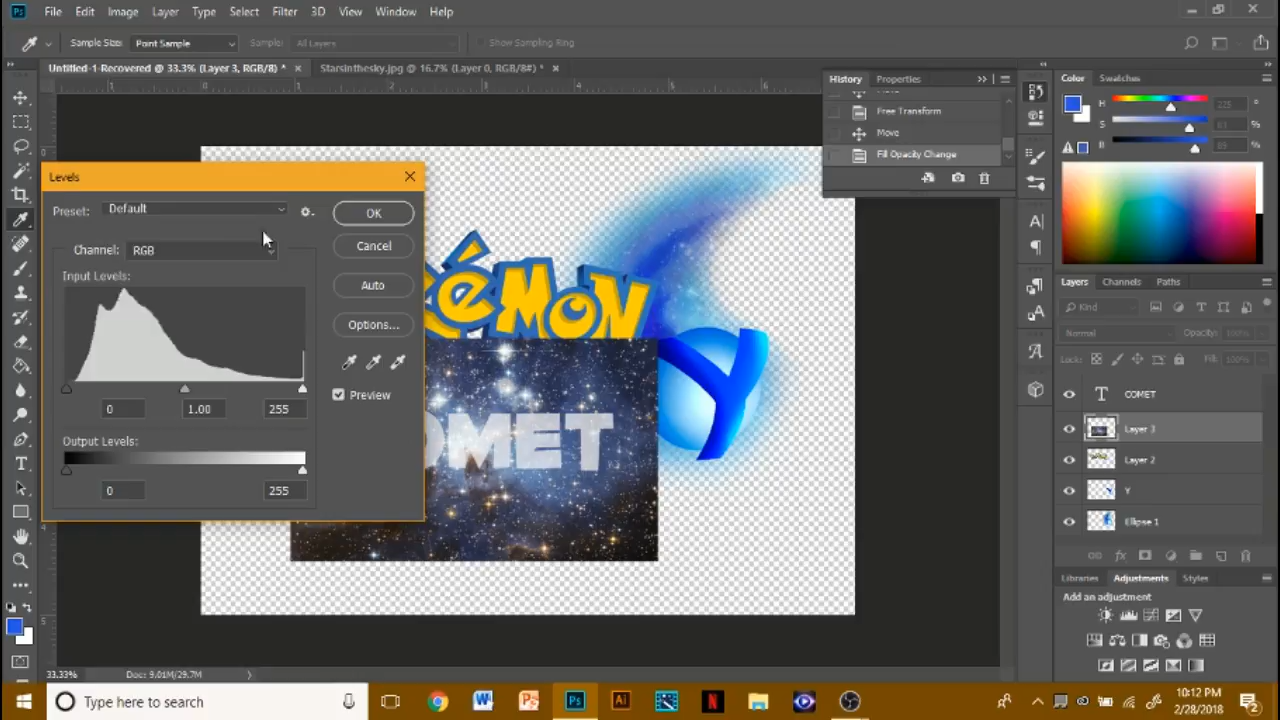 Ps File Edit Image Layer Type Select Filter 3D View Window Help
Sample Size: Point Sample Sample: All Layers Show Sampling Ring
Untitled-1-Recovered @ 33.3% (Layer 3, RGB/8) * × Starsinthesky.jpg @ 16.7% (Layer 0, RGB/8#) * ×
History Properties
Move
Free Transform
Move
Fill Opacity Change
Color Swatches
H 225 °
S %
B %
Levels
Preset: Default OK
Channel: RGB Cancel
Input Levels:
Auto
Options...
Preview
0 1.00 255
Output Levels:
0 255
OMET
Y
Layers Channels Paths
Kind
Normal Opacity: 100%
Lock: Fill: 100%
COMET
Layer 3
Layer 2
Y
Ellipse 1
Libraries Adjustments Styles
Add an adjustment
33.33% Doc: 9.01M/29.7M
Type here to search
10:12 PM
2/28/2018